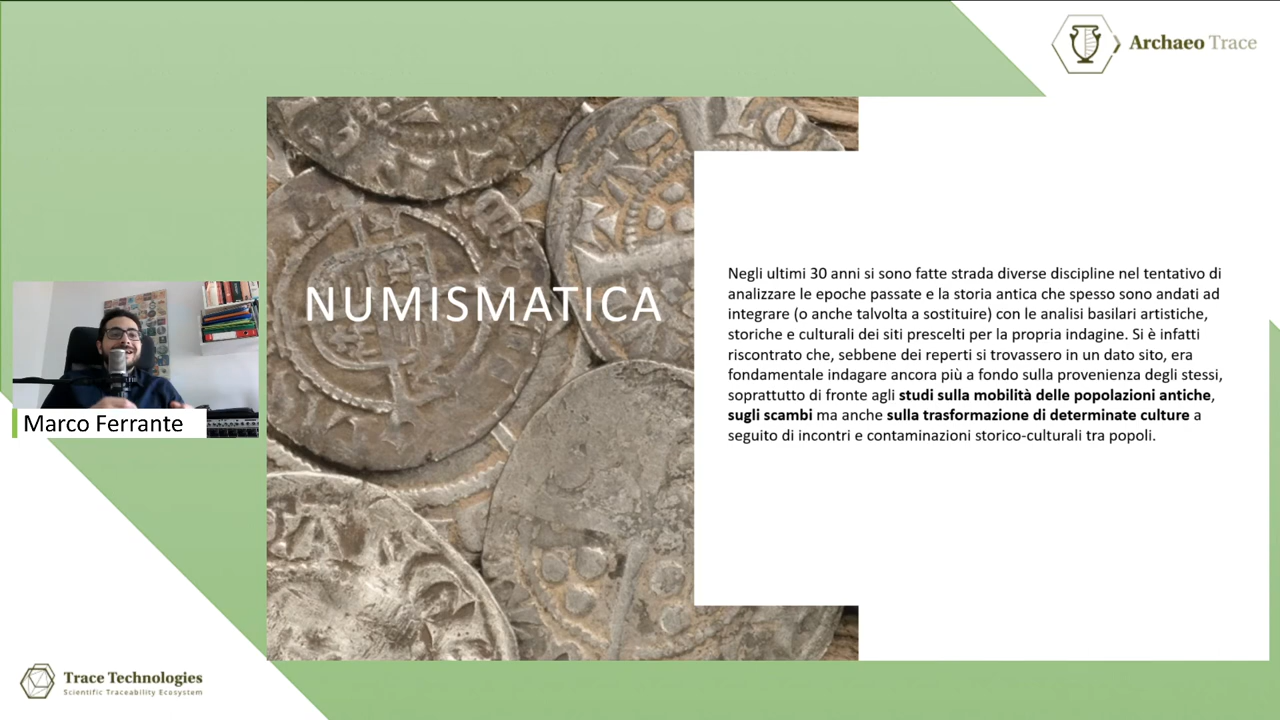 Archaeo Trace
NUMISMATICA
Negli ultimi 30 anni si sono fatte strada diverse discipline nel tentativo di
analizzare le epoche passate e la storia antica che spesso sono andati ad
integrare (o anche talvolta a sostituire) con le analisi basilari artistiche,
storiche e culturali dei siti prescelti per la propria indagine. Si è infatti
riscontrato che, sebbene dei reperti si trovassero in un dato sito, era
fondamentale indagare ancora più a fondo sulla provenienza degli stessi,
soprattutto di fronte agli studi sulla mobilità delle popolazioni antiche,
sugli scambi ma anche sulla trasformazione di determinate culture a
seguito di incontri e contaminazioni storico-culturali tra popoli.
Marco Ferrante
Trace Technologies
Scientific Traceability Ecosystem